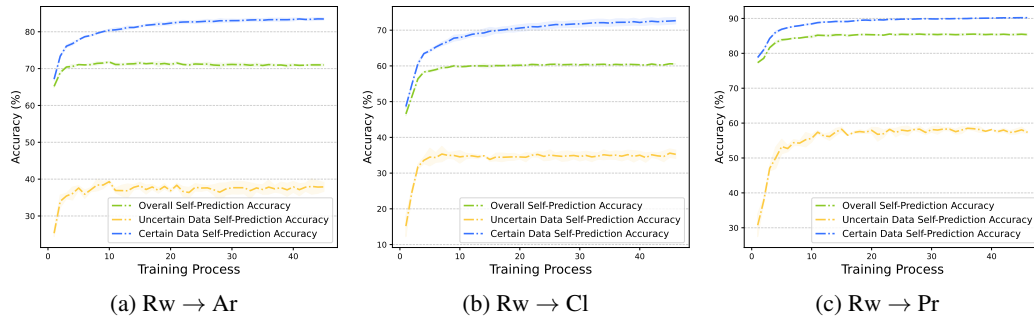 Accuracy (%)
80
70
60
50
40
30
0
10
20
30
40
Training Process
Overall Self-Prediction Accuracy
Uncertain Data Self-Prediction Accuracy
Certain Data Self-Prediction Accuracy
(a) Rw → Ar
Accuracy (%)
70
60
50
40
30
20
10
0
10
20
30
40
Training Process
Overall Self-Prediction Accuracy
Uncertain Data Self-Prediction Accuracy
Certain Data Self-Prediction Accuracy
(b) Rw → Cl
Accuracy (%)
90
80
70
60
50
40
30
0
10
20
30
40
Training Process
Overall Self-Prediction Accuracy
Uncertain Data Self-Prediction Accuracy
Certain Data Self-Prediction Accuracy
(c) Rw → Pr